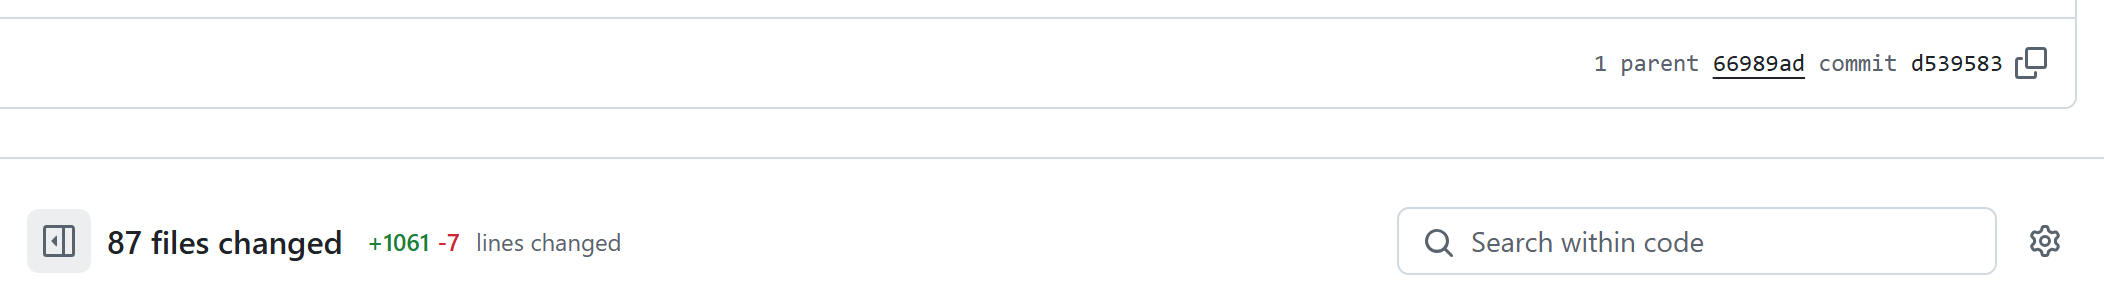 1 parent 66989ad commit d539583
87 files changed +1061 -7 lines changed
Search within code